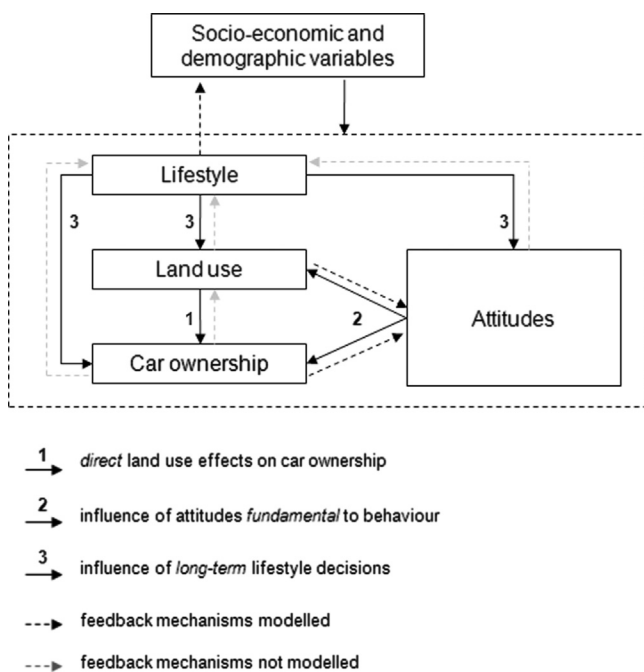 Socio-economic and
demographic variables
Lifestyle
3
3
3
Land use
1
2
Attitudes
Car ownership
1
direct land use effects on car ownership
2
influence of attitudes fundamental to behaviour
3
influence of long-term lifestyle decisions
feedback mechanisms modelled
feedback mechanisms not modelled